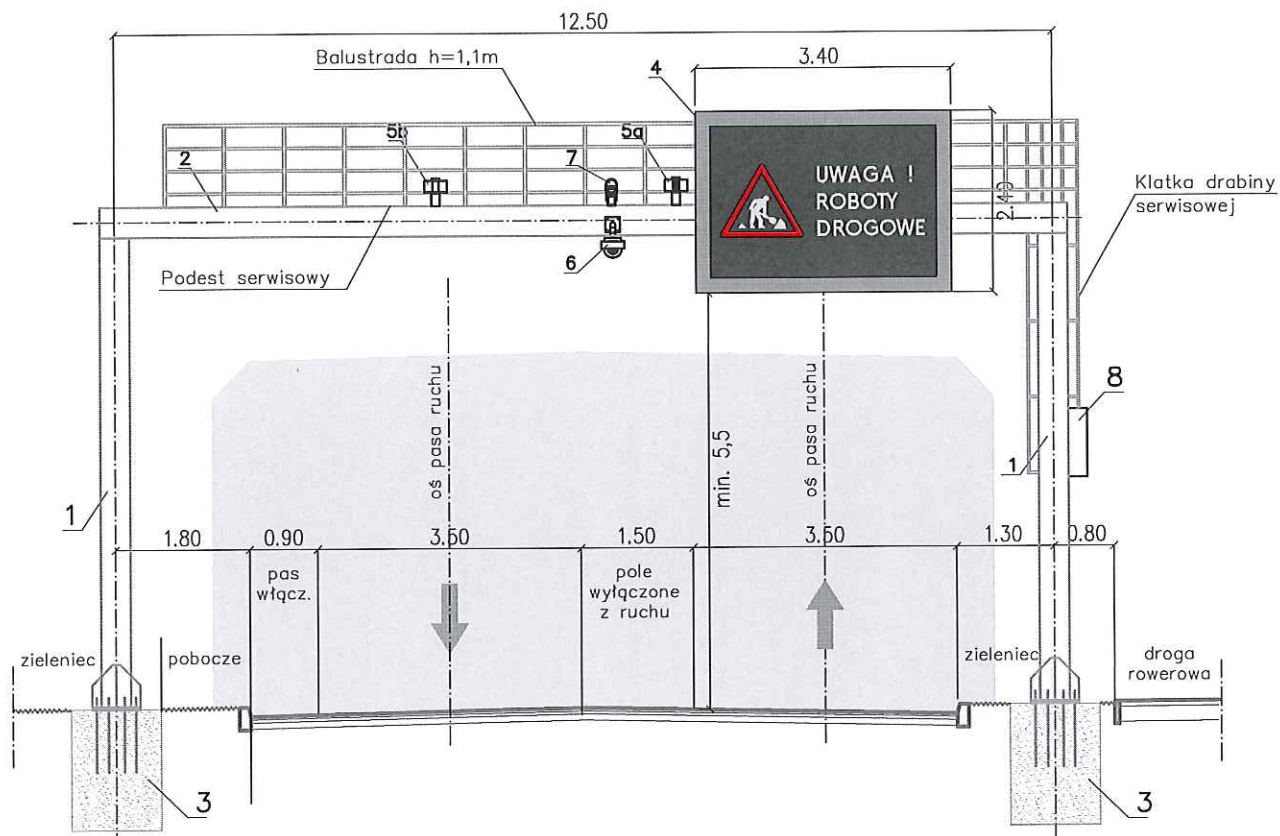 12.50
Balustrada h=1,1m
4
3.40
5b
7
5a
2
UWAGA !
ROBOTY
DROGOWE
2.40
Klatka drabiny
serwisowej
6
Podest serwisowy
oś pasa ruchu
oś pasa ruchu
min. 5,5
8
1
1
1.80
0.90
3.50
1.50
3.50
1.30
0.80
pas
włącz.
pole
wyłączone
z ruchu
zieleniec
pobocze
zieleniec
droga
rowerowa
3
3